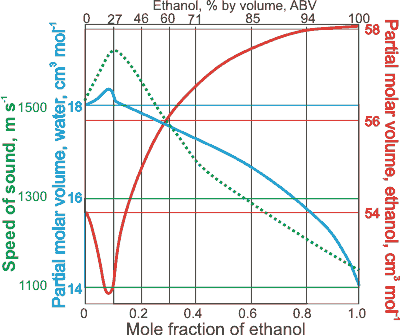 Ethanol, % by volume, ABV
0 27 46 60 71 85 94 100
Speed of sound, m s⁻¹
1500
1300
1100
Partial molar volume, water, cm³ mol⁻¹
18
16
14
58
56
54
Partial molar volume, ethanol, cm³ mol⁻¹
0 0.2 0.4 0.6 0.8 1.0
Mole fraction of ethanol